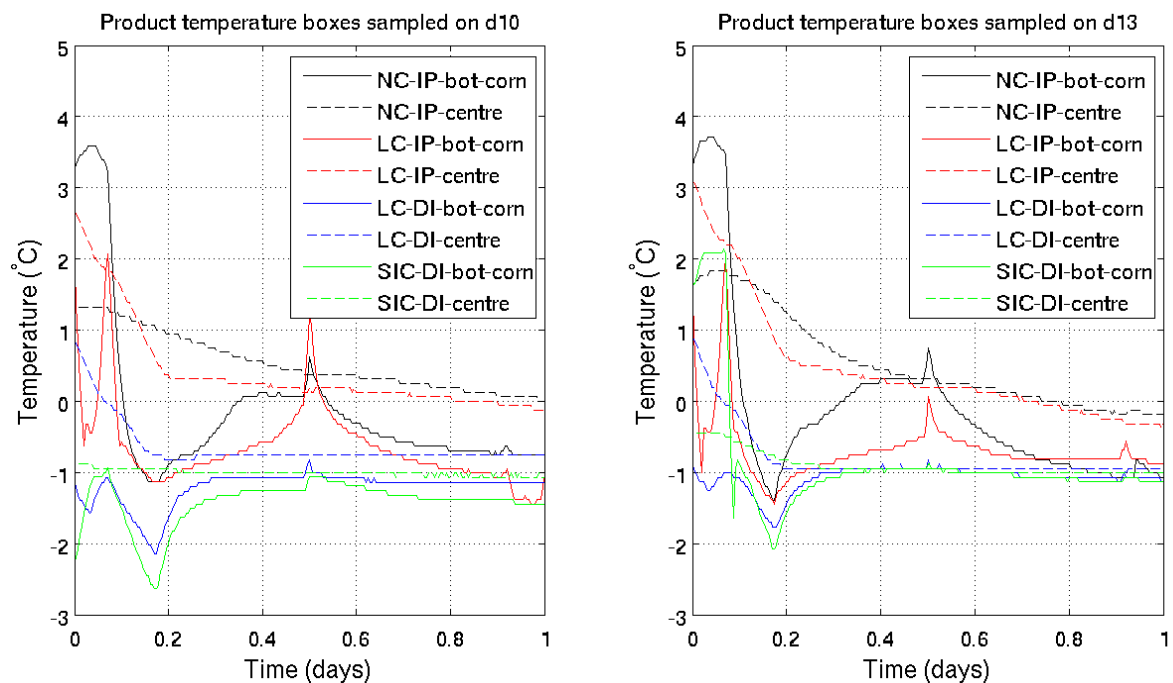 Product temperature boxes sampled on d10
5
4
3
2
1
0
-1
-2
-3
Temperature (°C)
NC-IP-bot-corn
NC-IP-centre
LC-IP-bot-corn
LC-IP-centre
LC-DI-bot-corn
LC-DI-centre
SIC-DI-bot-corn
SIC-DI-centre
0 0.2 0.4 0.6 0.8 1
Time (days)
Product temperature boxes sampled on d13
5
4
3
2
1
0
-1
-2
-3
Temperature (°C)
NC-IP-bot-corn
NC-IP-centre
LC-IP-bot-corn
LC-IP-centre
LC-DI-bot-corn
LC-DI-centre
SIC-DI-bot-corn
SIC-DI-centre
0 0.2 0.4 0.6 0.8 1
Time (days)